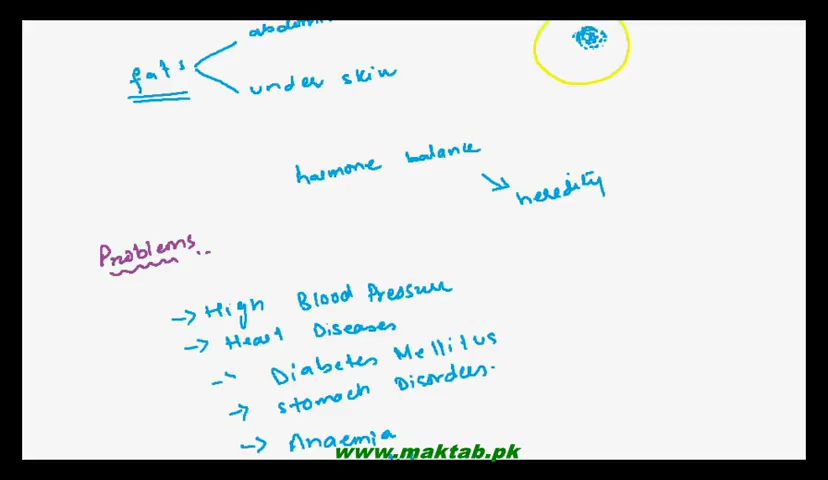 fats
under skin
harmone balance
heredity
Problems..
-> High Blood Pressure
-> Heart Diseases
Diabetes Mellitus
-> Stomach Disorders.
-> Anaemia
www.maktab.pk